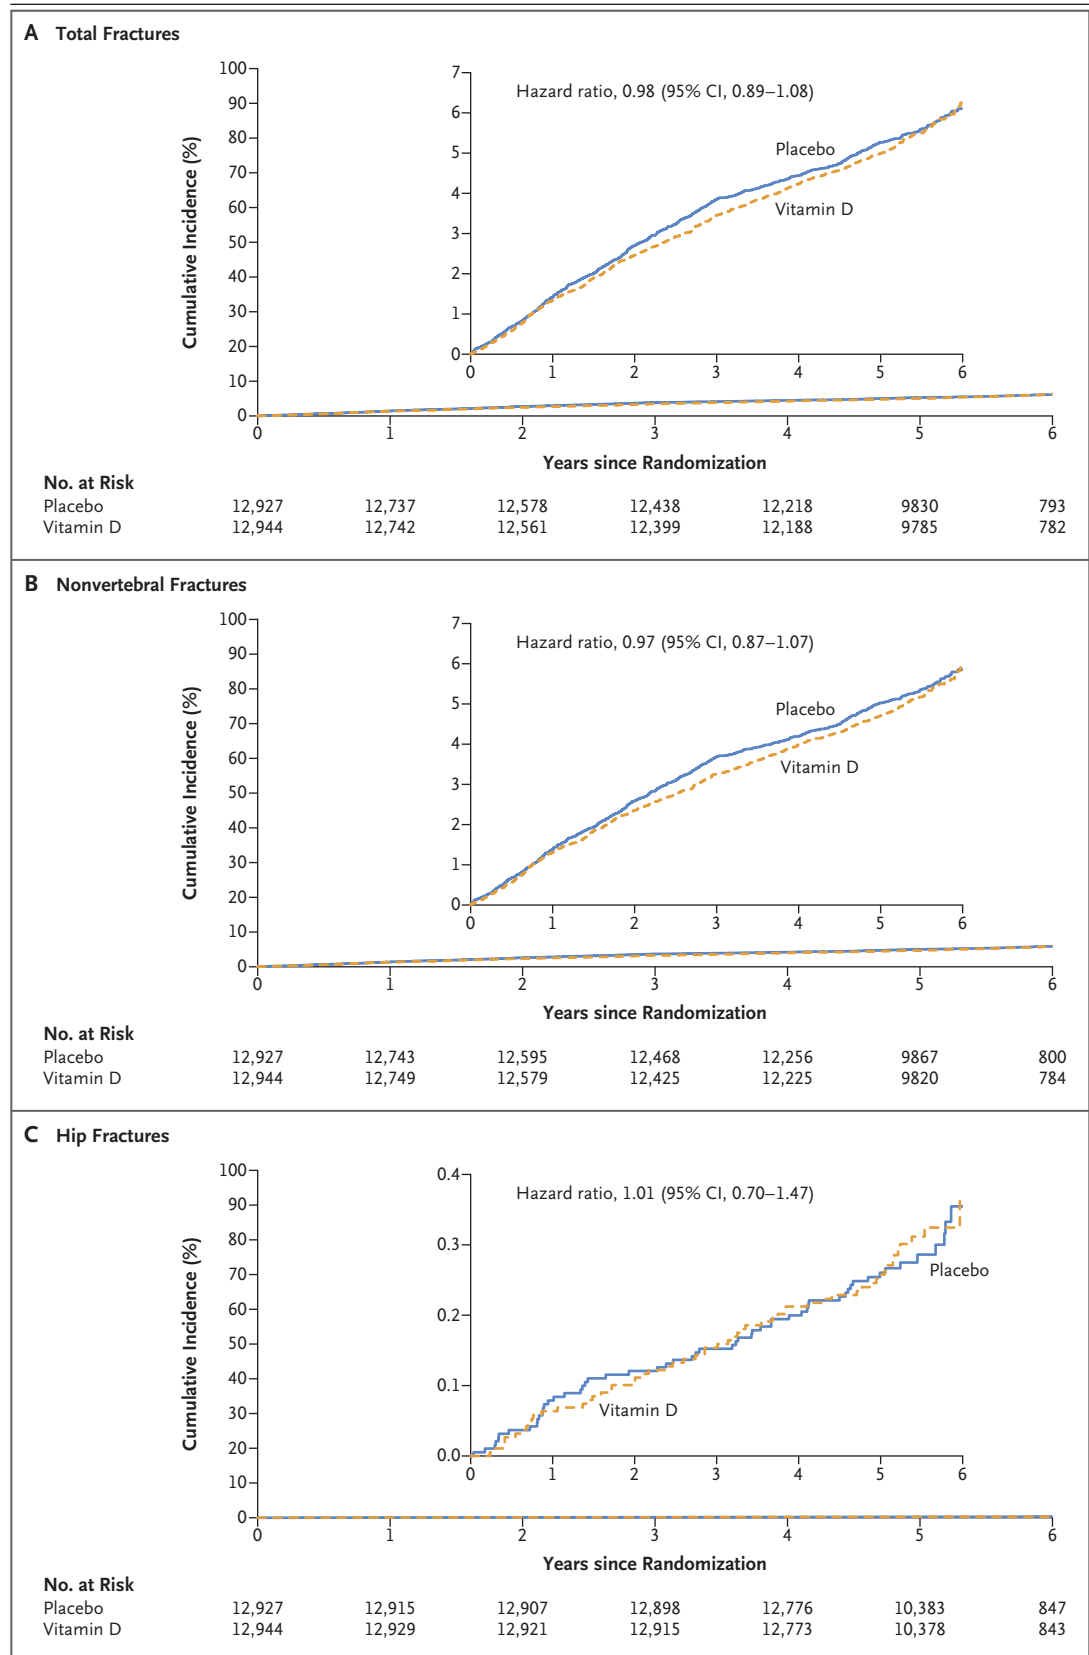 A Total Fractures
100
90
80
70
60
50
40
30
20
10
0
Cumulative Incidence (%)
0 1 2 3 4 5 6
Years since Randomization
7
6
5
4
3
2
1
0
0 1 2 3 4 5 6
Hazard ratio, 0.98 (95% CI, 0.89–1.08)
Placebo
Vitamin D
No. at Risk
Placebo 12,927 12,737 12,578 12,438 12,218 9830 793
Vitamin D 12,944 12,742 12,561 12,399 12,188 9785 782
B Nonvertebral Fractures
100
90
80
70
60
50
40
30
20
10
0
Cumulative Incidence (%)
0 1 2 3 4 5 6
Years since Randomization
7
6
5
4
3
2
1
0
0 1 2 3 4 5 6
Hazard ratio, 0.97 (95% CI, 0.87–1.07)
Placebo
Vitamin D
No. at Risk
Placebo 12,927 12,743 12,595 12,468 12,256 9867 800
Vitamin D 12,944 12,749 12,579 12,425 12,225 9820 784
C Hip Fractures
100
90
80
70
60
50
40
30
20
10
0
Cumulative Incidence (%)
0 1 2 3 4 5 6
Years since Randomization
0.4
0.3
0.2
0.1
0.0
0 1 2 3 4 5 6
Hazard ratio, 1.01 (95% CI, 0.70–1.47)
Placebo
Vitamin D
No. at Risk
Placebo 12,927 12,915 12,907 12,898 12,776 10,383 847
Vitamin D 12,944 12,929 12,921 12,915 12,773 10,378 843